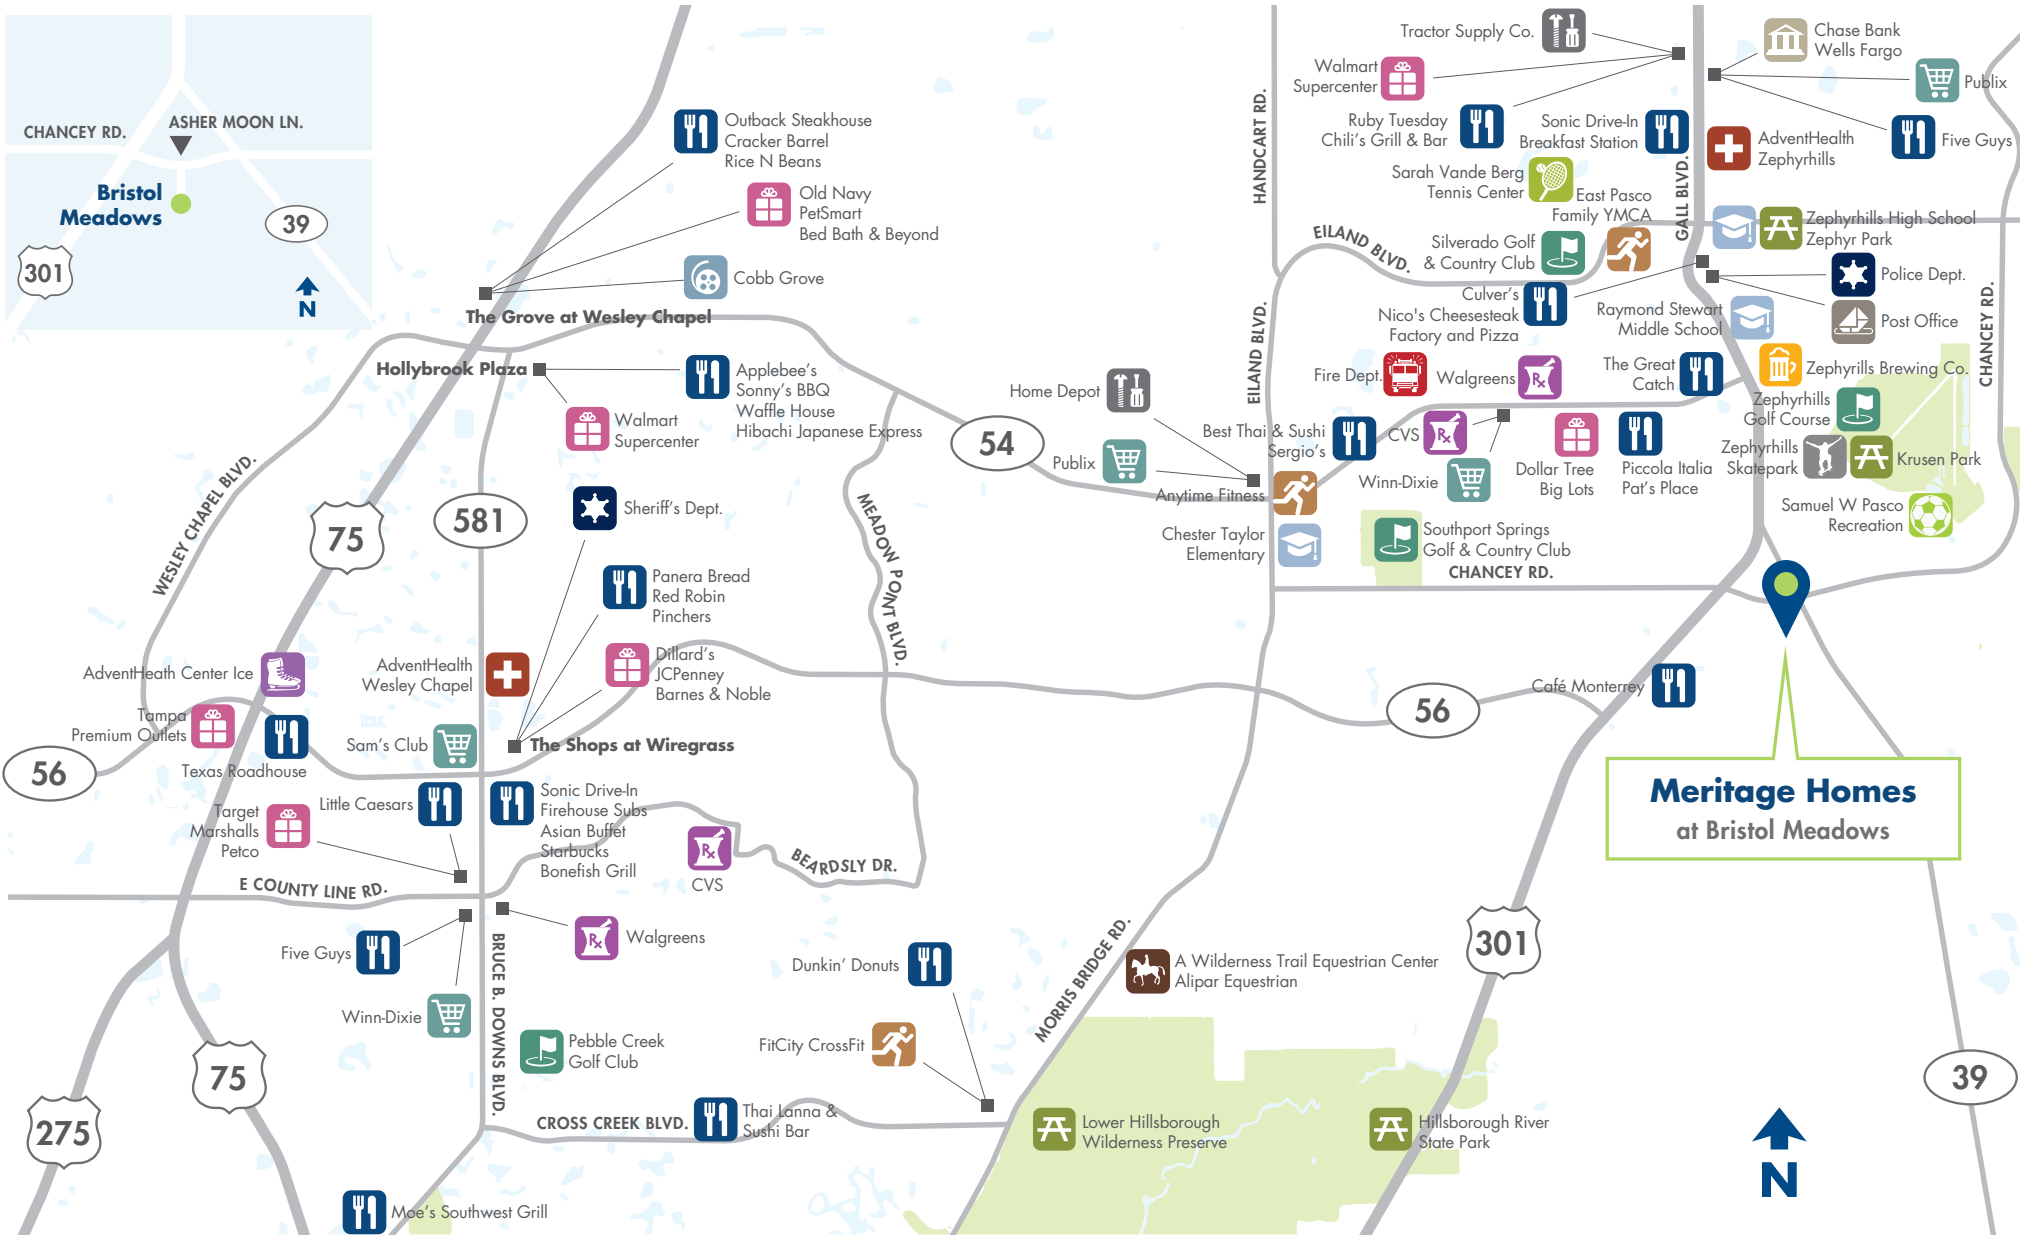 CHANCEY RD.
ASHER MOON LN.
Bristol
Meadows
39
301
N
Outback Steakhouse
Cracker Barrel
Rice N Beans
Old Navy
PetSmart
Bed Bath & Beyond
Cobb Grove
The Grove at Wesley Chapel
Hollybrook Plaza
Applebee's
Sonny's BBQ
Waffle House
Hibachi Japanese Express
Walmart
Supercenter
WESLEY CHAPEL BLVD.
75
581
Sheriff's Dept.
Panera Bread
Red Robin
Pinchers
Dillard's
JCPenney
Barnes & Noble
AdventHeath Center Ice
AdventHealth
Wesley Chapel
Tampa
Premium Outlets
Texas Roadhouse
Sam's Club
The Shops at Wiregrass
56
Target
Marshalls
Petco
Little Caesars
Sonic Drive-In
Firehouse Subs
Asian Buffet
Starbucks
Bonefish Grill
Rx
CVS
BEARDSLY DR.
MEADOW POINT BLVD.
E COUNTY LINE RD.
Five Guys
Rx
Walgreens
Winn-Dixie
BRUCE B. DOWNS BLVD.
Pebble Creek
Golf Club
75
275
CROSS CREEK BLVD.
Thai Lanna &
Sushi Bar
Moe's Southwest Grill
Dunkin' Donuts
FitCity CrossFit
MORRIS BRIDGE RD.
A Wilderness Trail Equestrian Center
Alipar Equestrian
Lower Hillsborough
Wilderness Preserve
Hillsborough River
State Park
54
Home Depot
Publix
Anytime Fitness
Chester Taylor
Elementary
Best Thai & Sushi
Sergio's
EILAND BLVD.
HANDCART RD.
EILAND BLVD.
Tractor Supply Co.
Walmart
Supercenter
Ruby Tuesday
Chili's Grill & Bar
Sonic Drive-In
Breakfast Station
Sarah Vande Berg
Tennis Center
East Pasco
Family YMCA
Silverado Golf
& Country Club
Culver's
Nico's Cheesesteak
Factory and Pizza
GALL BLVD.
Chase Bank
Wells Fargo
Publix
Five Guys
AdventHealth
Zephyrhills
Zephyrhills High School
Zephyr Park
Police Dept.
Post Office
Raymond Stewart
Middle School
CHANCEY RD.
Fire Dept.
Walgreens
Rx
The Great
Catch
Zephyrills Brewing Co.
Zephyrhills
Golf Course
CVS
Rx
Winn-Dixie
Dollar Tree
Big Lots
Piccola Italia
Pat's Place
Zephyrhills
Skatepark
Krusen Park
Samuel W Pasco
Recreation
Southport Springs
Golf & Country Club
CHANCEY RD.
Café Monterrey
56
Meritage Homes
at Bristol Meadows
301
39
N